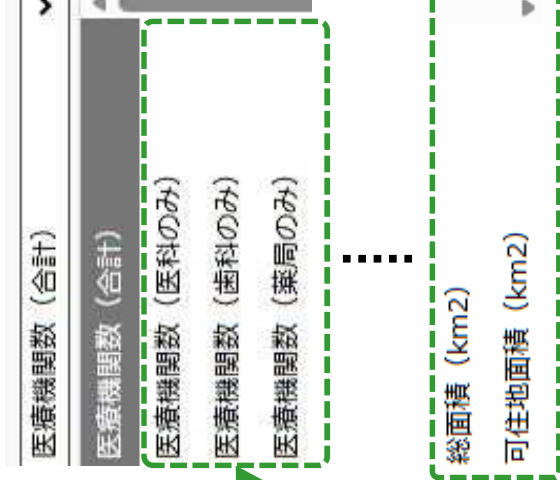 医療機関数（合計）
医療機関数（合計）
医療機関数（医科のみ）
医療機関数（歯科のみ）
医療機関数（薬局のみ）
……
総面積（km2）
可住地面積（km2）